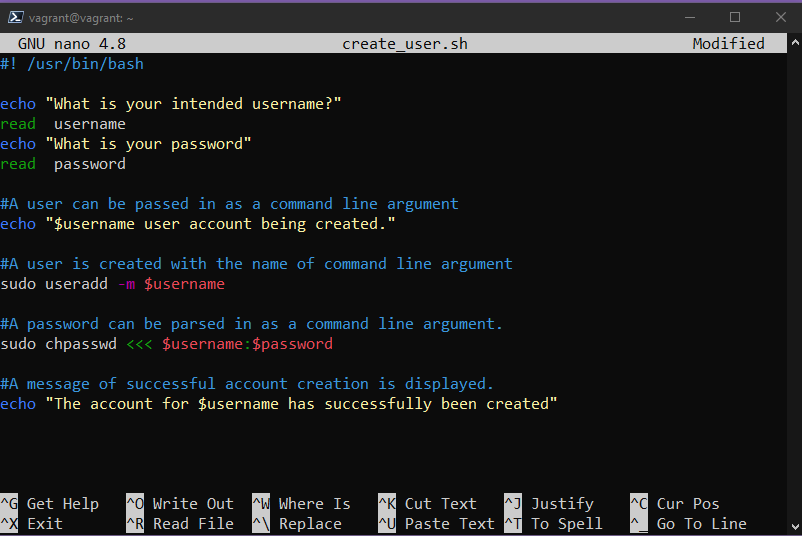 vagrant@vagrant: ~
GNU nano 4.8 create_user.sh Modified
#! /usr/bin/bash
echo "What is your intended username?"
read  username
echo "What is your password"
read  password
#A user can be passed in as a command line argument
echo "$username user account being created."
#A user is created with the name of command line argument
sudo useradd -m $username
#A password can be parsed in as a command line argument.
sudo chpasswd <<< $username:$password
#A message of successful account creation is displayed.
echo "The account for $username has successfully been created"
^G Get Help ^O Write Out ^W Where Is ^K Cut Text ^J Justify ^C Cur Pos
^X Exit ^R Read File ^\ Replace ^U Paste Text ^T To Spell ^_ Go To Line